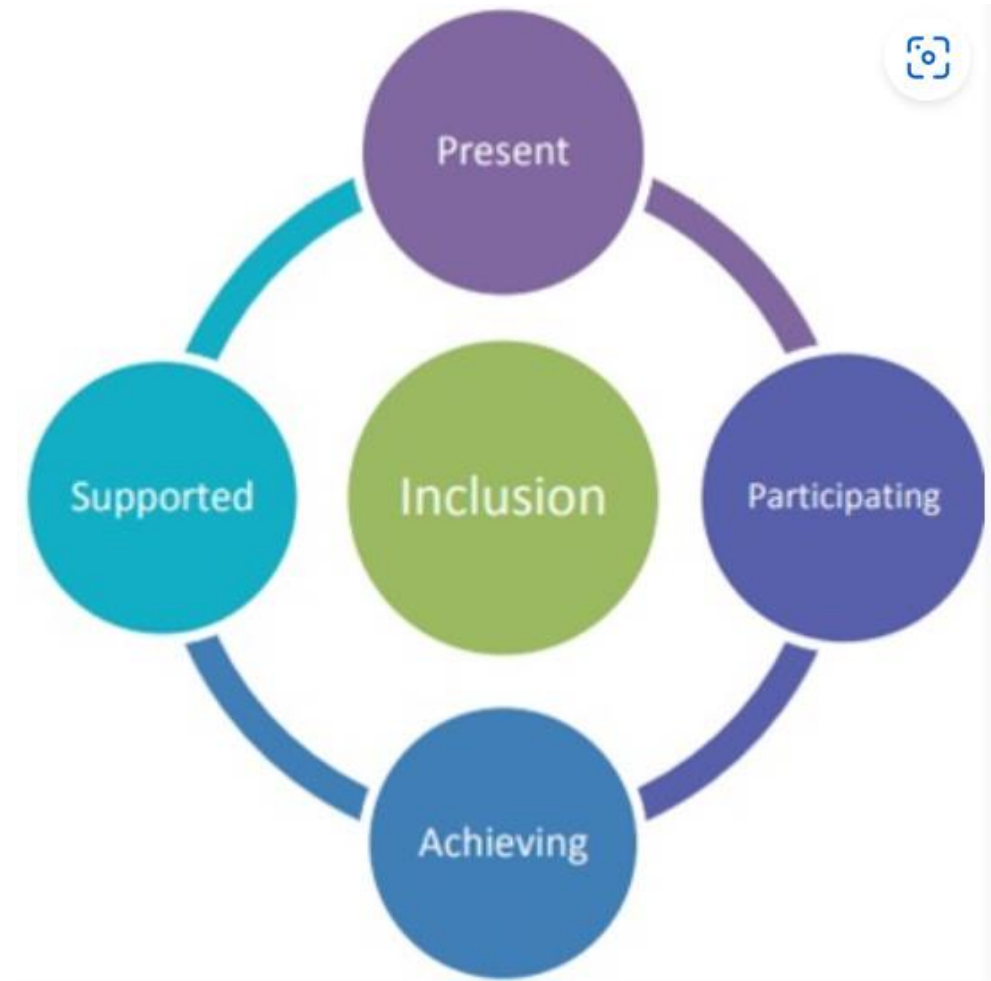 Present
Supported
Inclusion
Participating
Achieving